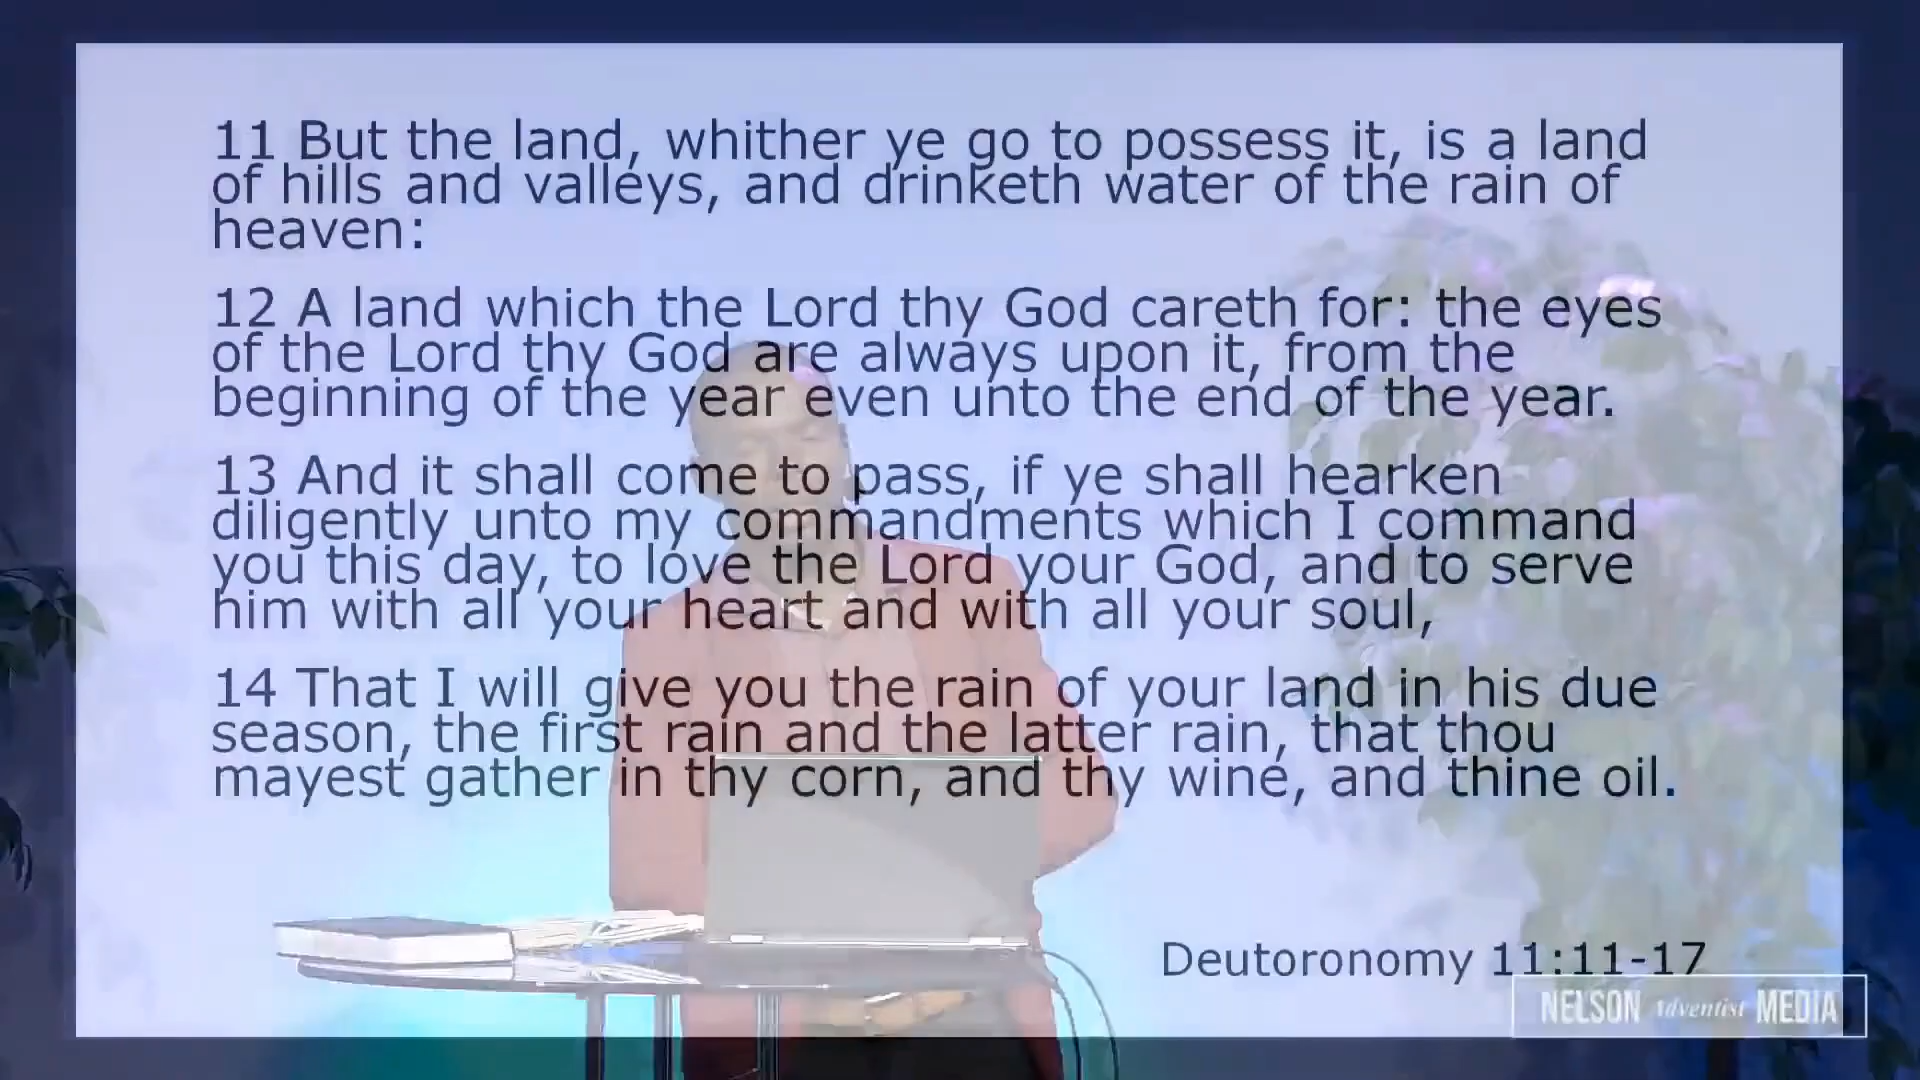 11 But the land, whither ye go to possess it, is a land
of hills and valleys, and drinketh water of the rain of
heaven:
12 A land which the Lord thy God careth for: the eyes
of the Lord thy God are always upon it, from the
beginning of the year even unto the end of the year.
13 And it shall come to pass, if ye shall hearken
diligently unto my commandments which I command
you this day, to love the Lord your God, and to serve
him with all your heart and with all your soul,
14 That I will give you the rain of your land in his due
season, the first rain and the latter rain, that thou
mayest gather in thy corn, and thy wine, and thine oil.
Deutoronomy 11:11-17
NELSON Adventist MEDIA